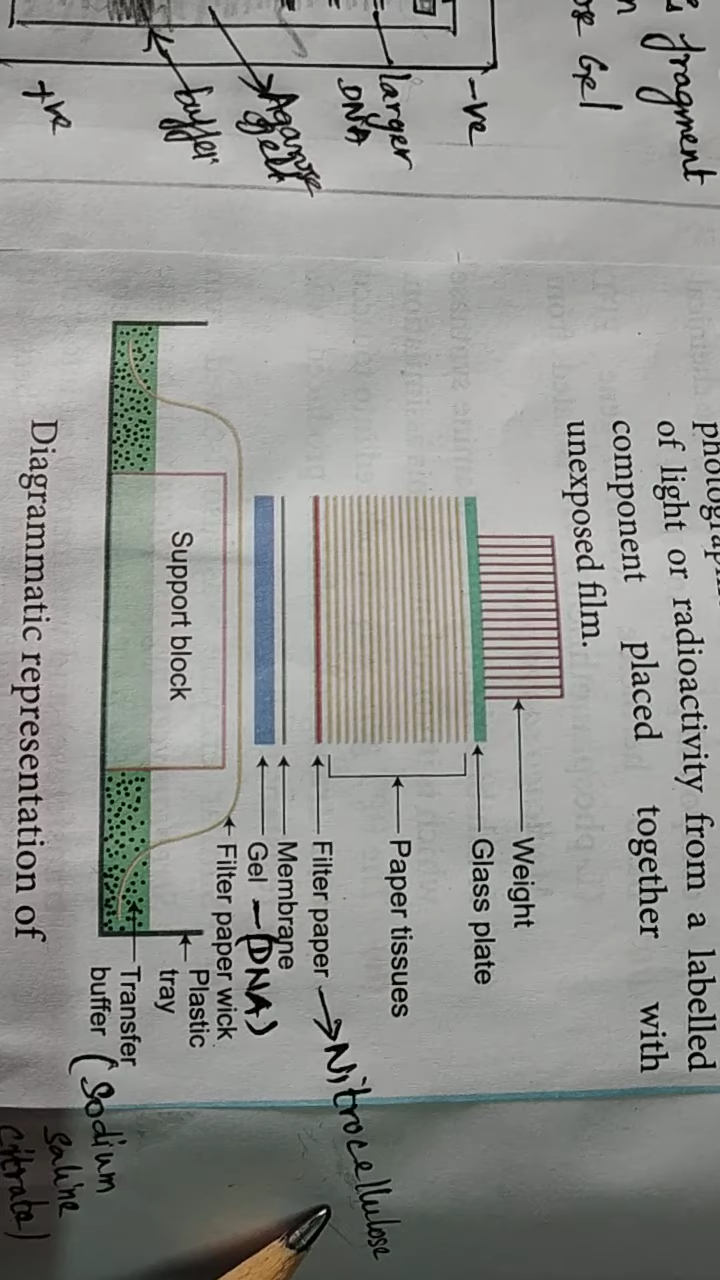 s fragment
n
se Gel
-ve
larger
DNA
Agarose
Gell
buffer
+ve
of light or radioactivity from a labelled
component placed together with
unexposed film.
Weight
Glass plate
Paper tissues
Filter paper → Nitrocellulose
Membrane
Gel - (DNA)
Filter paper wick
Plastic
tray
Transfer
buffer (Sodium
saline
citrate)
Support block
Diagrammatic representation of